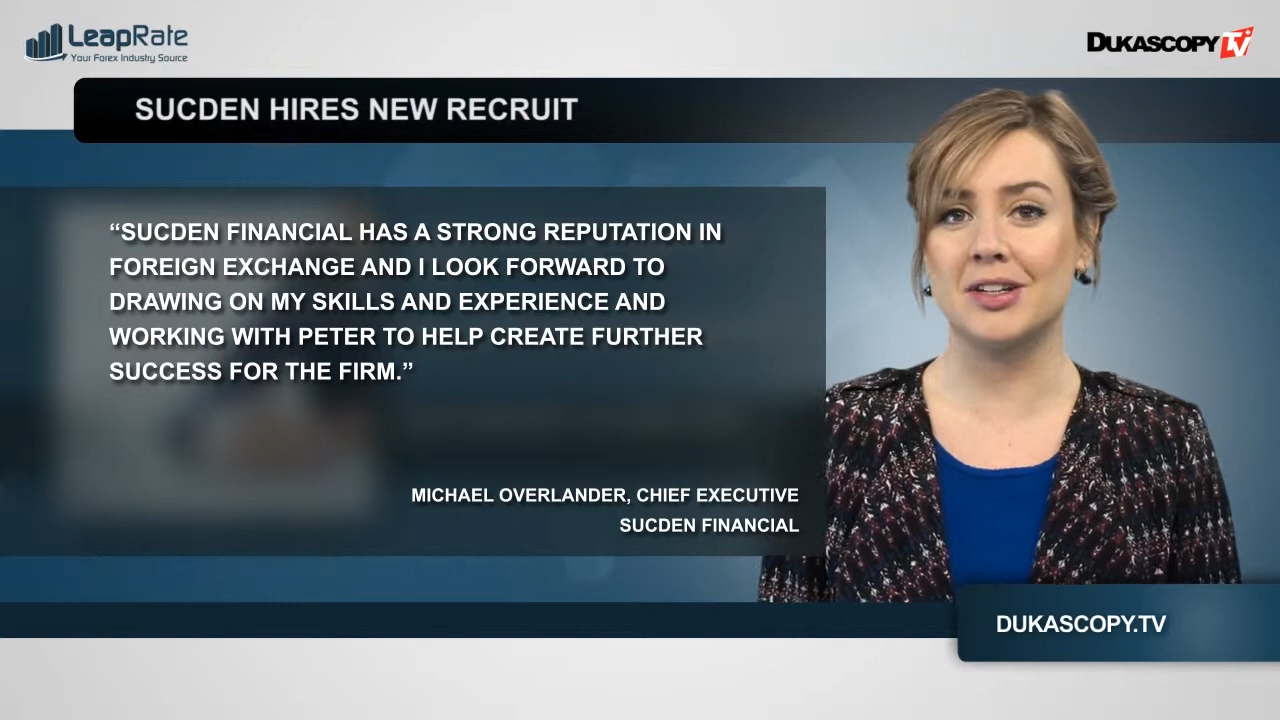 LeapRate
Your Forex Industry Source
DUKASCOPY TV
SUCDEN HIRES NEW RECRUIT
“SUCDEN FINANCIAL HAS A STRONG REPUTATION IN
FOREIGN EXCHANGE AND I LOOK FORWARD TO
DRAWING ON MY SKILLS AND EXPERIENCE AND
WORKING WITH PETER TO HELP CREATE FURTHER
SUCCESS FOR THE FIRM.”
MICHAEL OVERLANDER, CHIEF EXECUTIVE
SUCDEN FINANCIAL
DUKASCOPY.TV